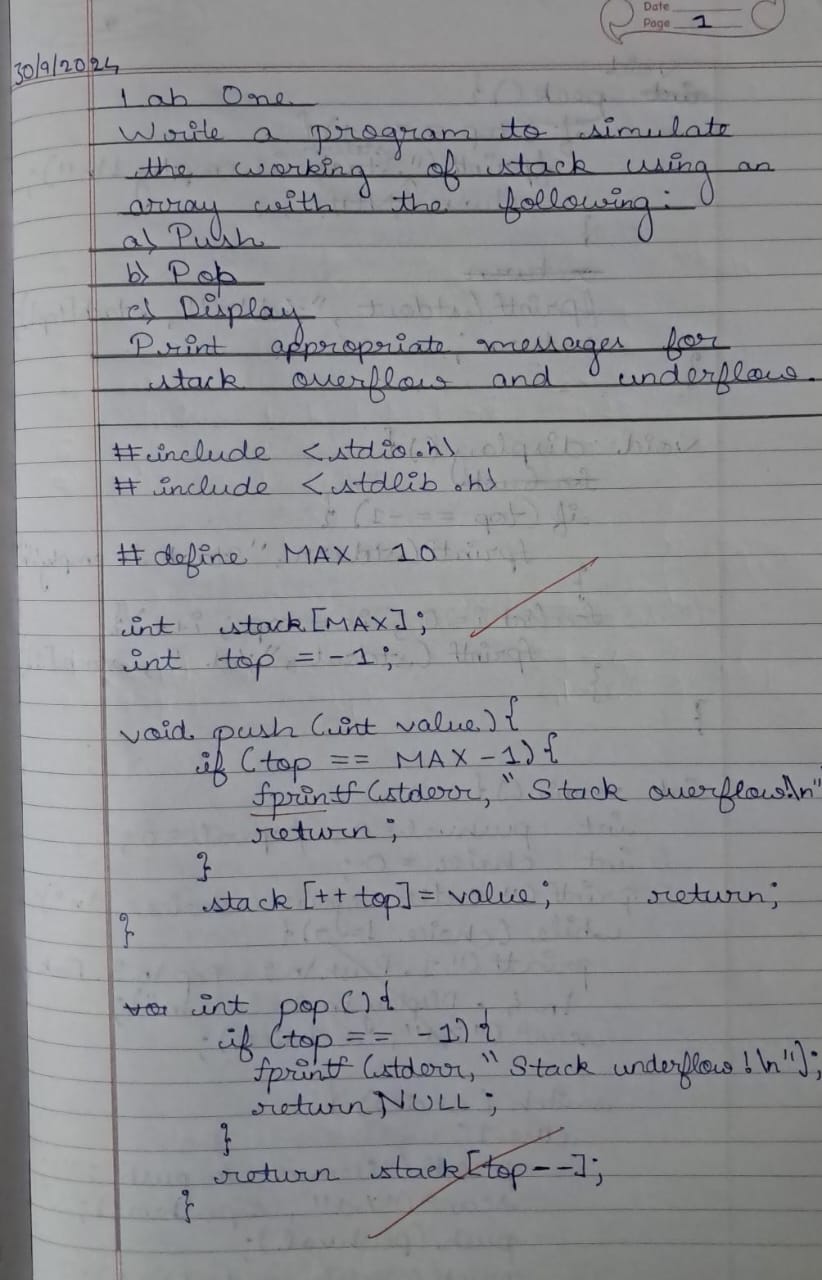 Date
Page 1
30/9/2024
Lab One
Write a program to simulate
the working of stack using an
array with the following:
a) Push
b) Pop
c) Display
Print appropriate messages for
stack overflow and underflow.
#include <stdio.h>
# include <stdlib.h>
# define MAX 10
int stack[MAX];
int top = -1;
void push (int value) {
if (top == MAX - 1) {
fprintf (stderr, "Stack overflow!\n"
return;
}
stack [++ top] = value; return;
}
int pop () {
if (top == -1) {
fprintf (stderr, "Stack underflow!\n");
return NULL;
}
return stack[top--];
}